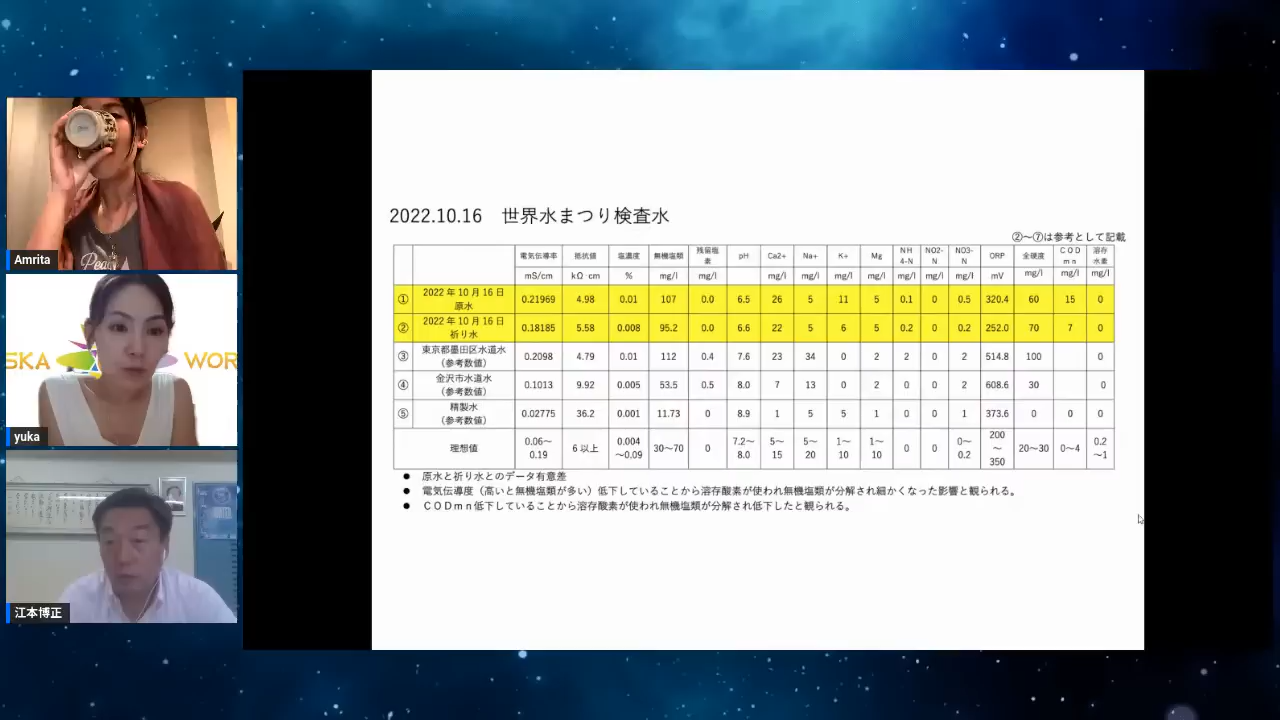 Amrita
Peace
SKA WOR
yuka
江本博正
2022.10.16 世界水まつり検査水
②〜⑦は参考として記載
電気伝導率 抵抗値 塩濃度 無機塩類 残留塩素 pH Ca2+ Na+ K+ Mg NH4-N NO2-N NO3-N ORP 全硬度 CODmn 溶存水素
mS/cm kΩ·cm % mg/l mg/l mg/l mg/l mg/l mg/l mg/l mg/l mg/l mV mg/l mg/l mg/l
① 2022年10月16日 原水 0.21969 4.98 0.01 107 0.0 6.5 26 5 11 5 0.1 0 0.5 320.4 60 15 0
② 2022年10月16日 祈り水 0.18185 5.58 0.008 95.2 0.0 6.6 22 5 6 5 0.2 0 0.2 252.0 70 7 0
③ 東京都墨田区水道水 (参考数値) 0.2098 4.79 0.01 112 0.4 7.6 23 34 0 2 2 0 2 514.8 100 0
④ 金沢市水道水 (参考数値) 0.1013 9.92 0.005 53.5 0.5 8.0 7 13 0 2 0 0 2 608.6 30 0
⑤ 精製水 (参考数値) 0.02775 36.2 0.001 11.73 0 8.9 1 5 5 1 0 0 1 373.6 0 0 0
理想値 0.06〜0.19 6以上 0.004〜0.09 30〜70 0 7.2〜8.0 5〜15 5〜20 1〜10 1〜10 0 0 0〜0.2 200〜350 20〜30 0〜4 0.2〜1
● 原水と祈り水とのデータ有意差
● 電気伝導度（高いと無機塩類が多い）低下していることから溶存酸素が使われ無機塩類が分解され細かくなった影響と観られる。
● CODmn低下していることから溶存酸素が使われ無機塩類が分解され低下したと観られる。